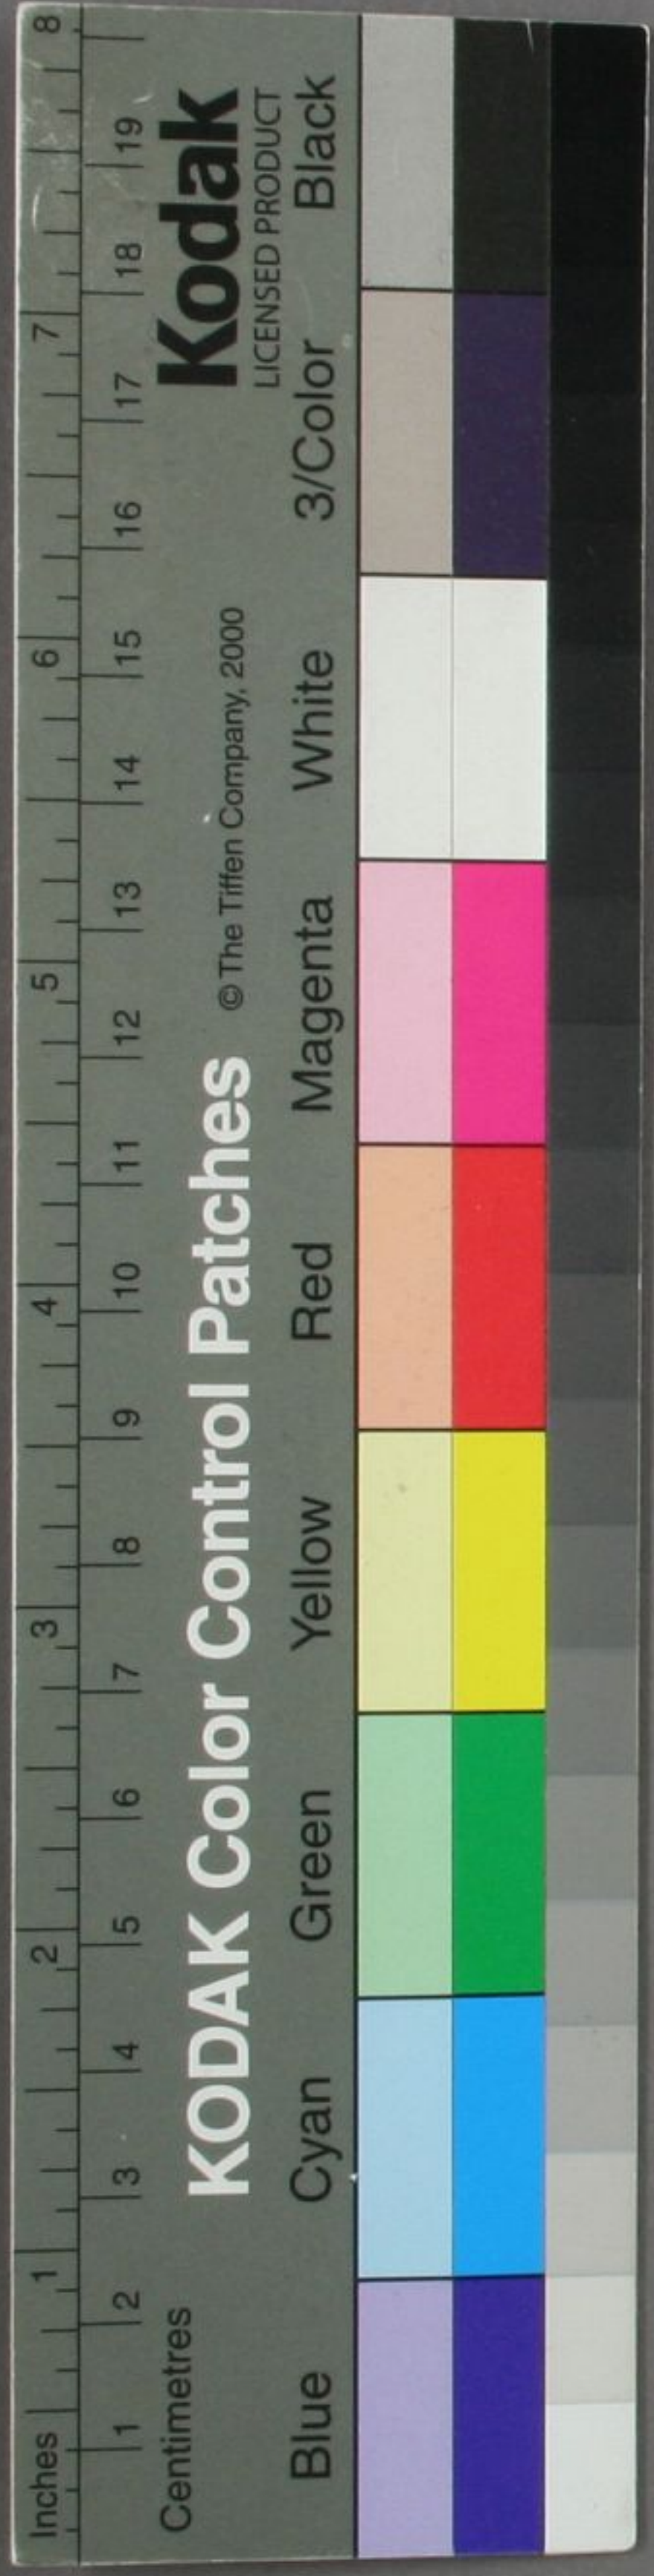 Inches 1 2 3 4 5 6 7 8
1 2 3 4 5 6 7 8 9 10 11 12 13 14 15 16 17 18 19
Centimetres
KODAK Color Control Patches © The Tiffen Company, 2000 Kodak
LICENSED PRODUCT
Blue Cyan Green Yellow Red Magenta White 3/Color Black